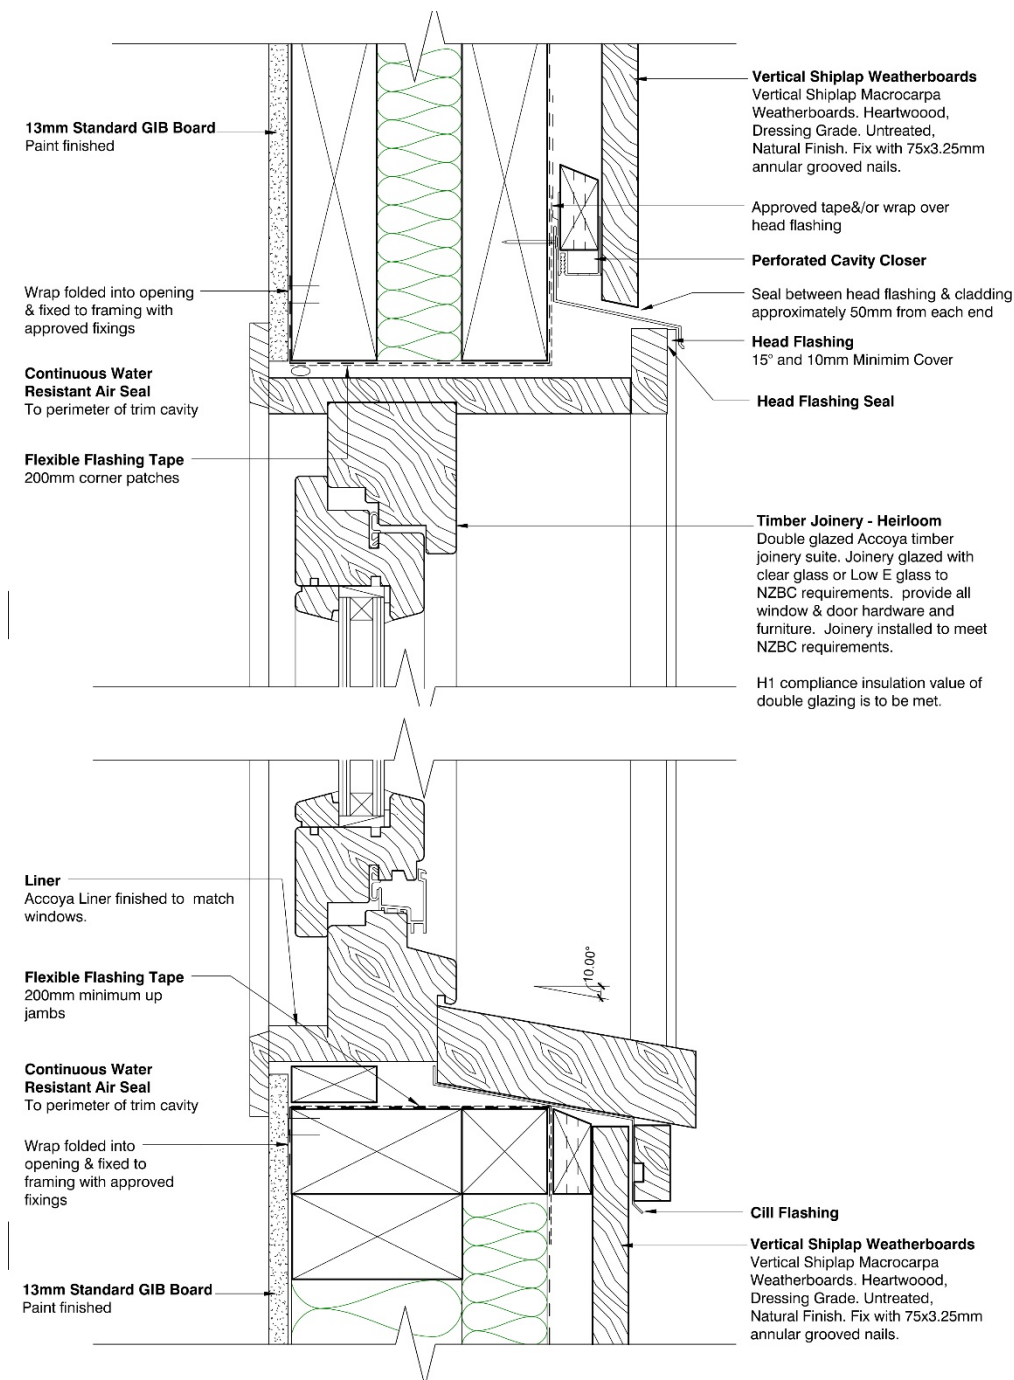 Vertical Shiplap Weatherboards
Vertical Shiplap Macrocarpa
Weatherboards. Heartwoood,
Dressing Grade. Untreated,
Natural Finish. Fix with 75x3.25mm
annular grooved nails.
13mm Standard GIB Board
Paint finished
Approved tape&/or wrap over
head flashing
Perforated Cavity Closer
Wrap folded into opening
& fixed to framing with
approved fixings
Seal between head flashing & cladding
approximately 50mm from each end
Head Flashing
15° and 10mm Minimim Cover
Continuous Water
Resistant Air Seal
To perimeter of trim cavity
Head Flashing Seal
Flexible Flashing Tape
200mm corner patches
Timber Joinery - Heirloom
Double glazed Accoya timber
joinery suite. Joinery glazed with
clear glass or Low E glass to
NZBC requirements. provide all
window & door hardware and
furniture. Joinery installed to meet
NZBC requirements.
H1 compliance insulation value of
double glazing is to be met.
Liner
Accoya Liner finished to match
windows.
10.00°
Flexible Flashing Tape
200mm minimum up
jambs
Continuous Water
Resistant Air Seal
To perimeter of trim cavity
Wrap folded into
opening & fixed to
framing with approved
fixings
Cill Flashing
Vertical Shiplap Weatherboards
Vertical Shiplap Macrocarpa
Weatherboards. Heartwoood,
Dressing Grade. Untreated,
Natural Finish. Fix with 75x3.25mm
annular grooved nails.
13mm Standard GIB Board
Paint finished